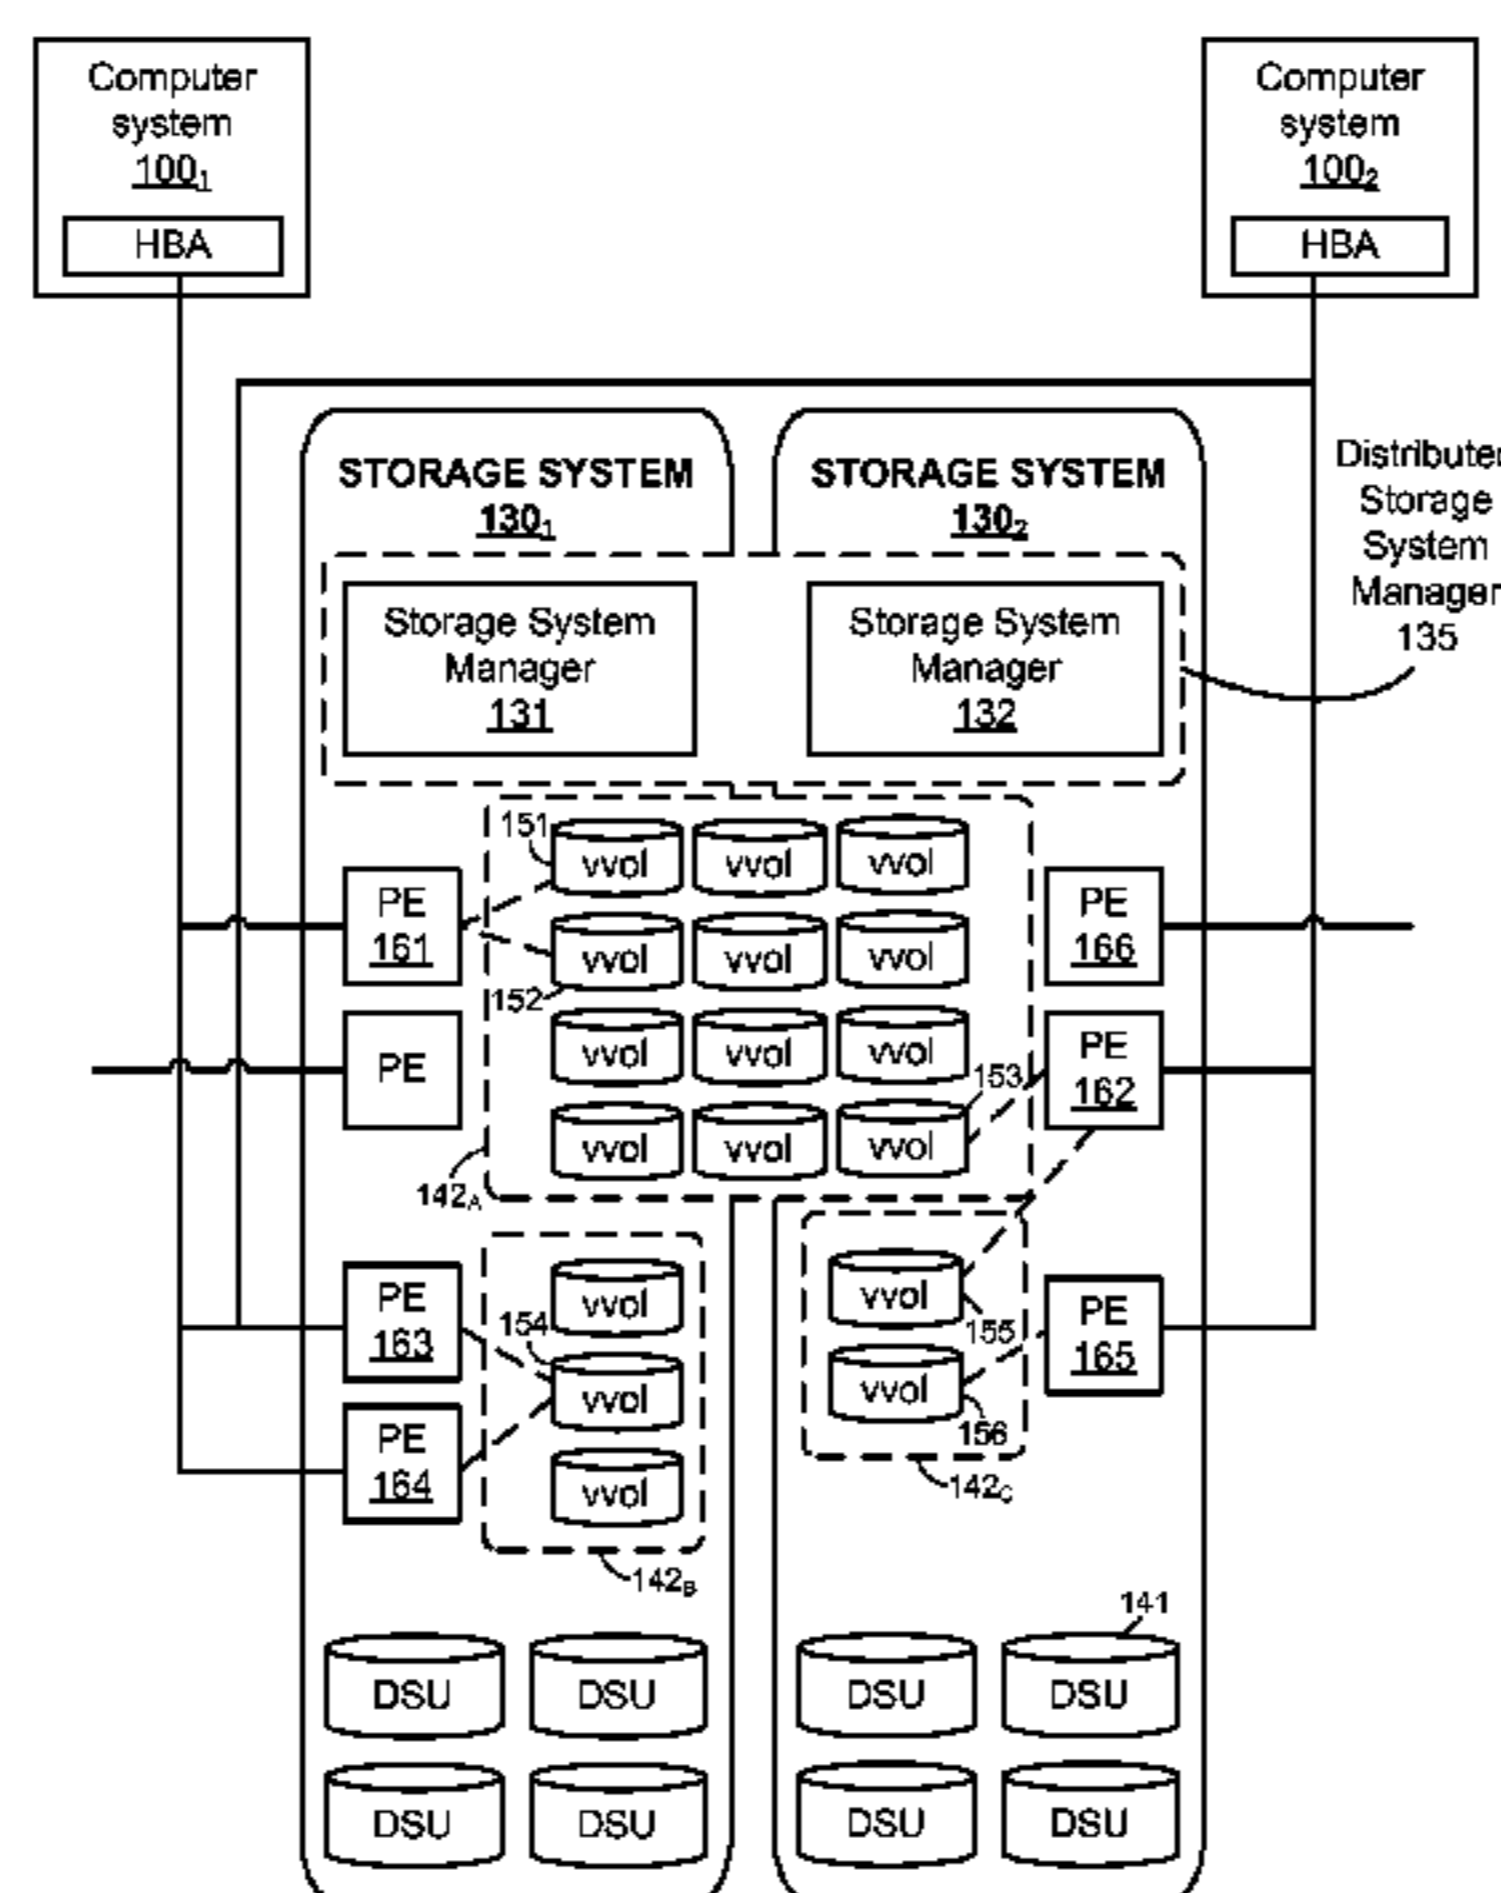 Computer
system
100₁
HBA
Computer
system
100₂
HBA
STORAGE SYSTEM
130₁
STORAGE SYSTEM
130₂
Distributed
Storage
System
Manager
135
Storage System
Manager
131
Storage System
Manager
132
151
vvol vvol vvol
PE
161
PE
166
vvol vvol vvol
152
vvol vvol vvol
PE
PE
162
153
vvol vvol vvol
142A
PE
163
vvol
154
vvol
PE
164
vvol
142B
vvol
155
PE
165
vvol
156
142C
141
DSU DSU DSU DSU
DSU DSU DSU DSU